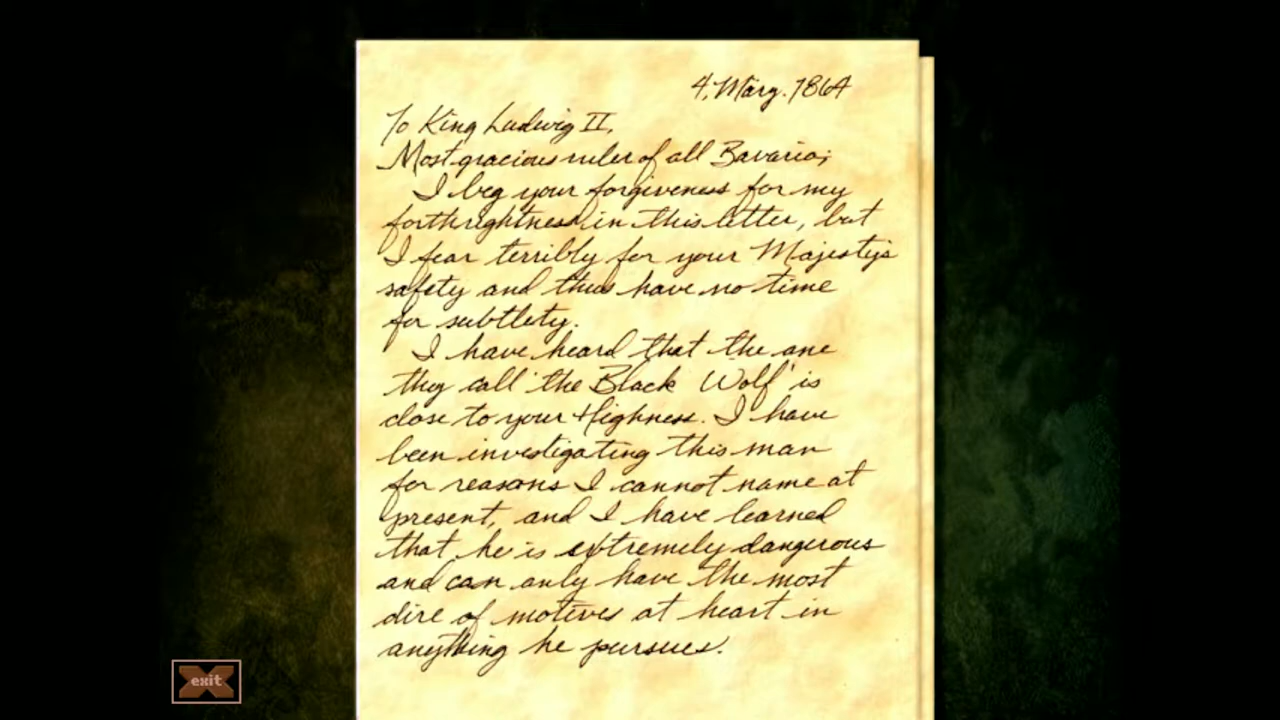 4. März. 1864
To King Ludwig II,
Most gracious ruler of all Bavaria;
I beg your forgiveness for my
forthrightness in this letter, but
I fear terribly for your Majesty's
safety and thus have no time
for subtlety.
I have heard that the one
they call 'the Black Wolf' is
close to your Highness. I have
been investigating this man
for reasons I cannot name at
present, and I have learned
that he is extremely dangerous
and can only have the most
dire of motives at heart in
anything he pursues.
exit